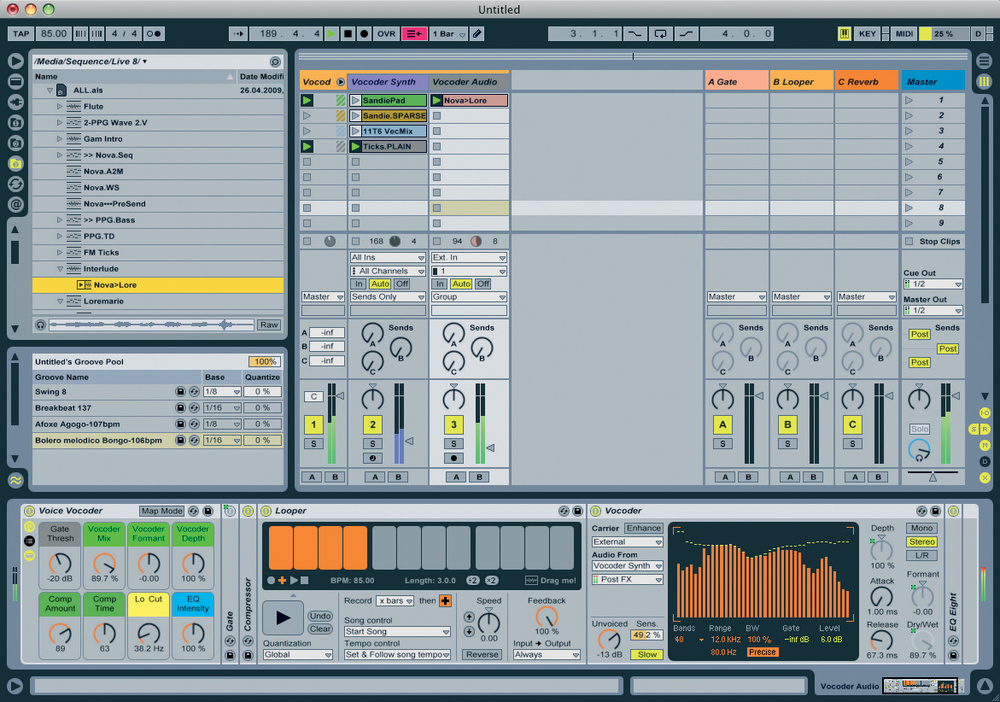 Untitled
TAP 85.00 4 / 4 189. 4. 4 OVR 1 Bar 3. 1. 1 4. 0. 0 KEY MIDI 25 % D
/Media/Sequence/Live 8/
Name Date Modifi
ALL.als 26.04.2009,
Flute
2-PPG Wave 2.V
Gam Intro
>> Nova.Seq
Nova.A2M
Nova.WS
Nova•••PreSend
>> PPG.Bass
PPG.TD
FM Ticks
Interlude
Nova>Lore
Loremarie
Raw
Untitled's Groove Pool 100%
Groove Name Base Quantize
Swing 8 1/8 0 %
Breakbeat 137 1/16 0 %
Afoxe Agogo-107bpm 1/8 0 %
Bolero melodico Bongo-106bpm 1/16 0 %
Vocod Vocoder Synth Vocoder Audio A Gate B Looper C Reverb Master
SandiePad Nova>Lore 1
Sandie.SPARSE 2
11T6 VecMix 3
Ticks.PLAIN 4
5
6
7
8
9
168 4 94 8 Stop Clips
All Ins Ext. In
All Channels 1 Cue Out
In Auto Off In Auto Off 1/2
Master Sends Only Group Master Master Master Master Out
1/2
A -inf Sends Sends Sends Sends Sends Sends
B -inf A B A B A B A B A B Post
Post
C -inf C C C C C Post
C
1 2 3 A B C Solo
S S S S S S
A B A B A B A B A B A B
Voice Vocoder Map Mode
Gate Thresh Vocoder Mix Vocoder Formant Vocoder Depth
-20 dB 89.7 % -0.00 100 %
Comp Amount Comp Time Lo Cut EQ Intensity
89 63 38.2 Hz 100 %
Gate
Compressor
Looper
BPM: 85.00 Length: 3.0.0 :2 x2 Drag me!
Record x bars then + Speed Feedback
Undo Song control
Clear Start Song 0.00 100 %
Quantization Tempo control Input → Output
Global Set & Follow song tempo Reverse Always
Vocoder
Carrier Enhance
External
Audio From
Vocoder Synth
Post FX
Unvoiced Sens.
49.2 %
-13 dB Slow
Bands Range BW Gate Level
40 12.0 kHz 100 % -inf dB 6.0 dB
80.0 Hz Precise
Depth Mono
Stereo
100 % L/R
Attack Formant
1.00 ms -0.00
Release Dry/Wet
67.3 ms 89.7 %
EQ Eight
Vocoder Audio